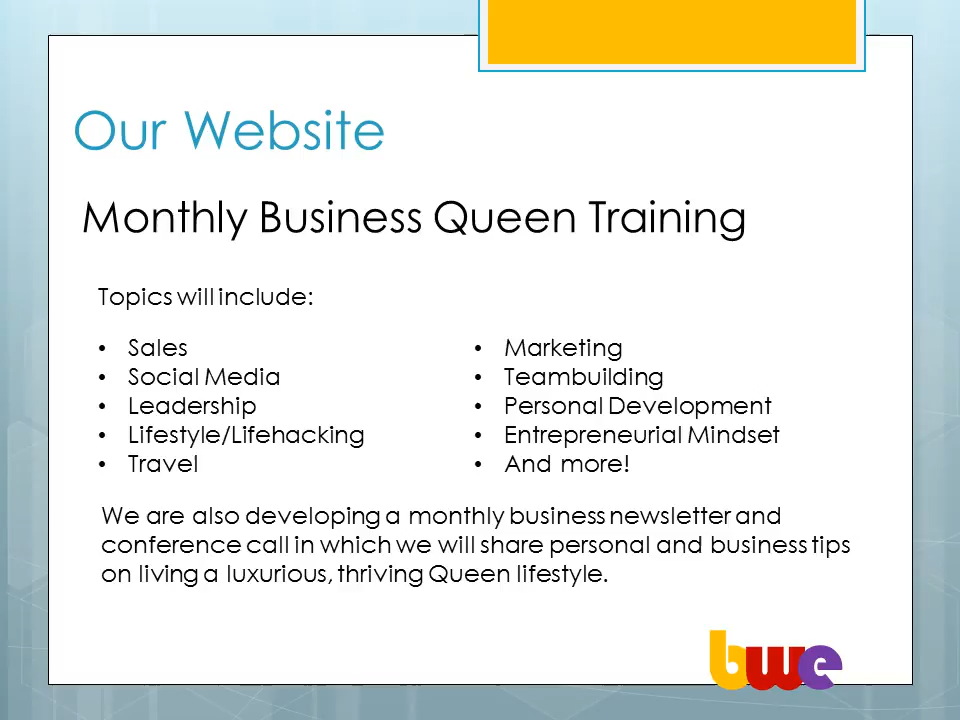 Our Website
Monthly Business Queen Training
Topics will include:
• Sales
• Social Media
• Leadership
• Lifestyle/Lifehacking
• Travel
• Marketing
• Teambuilding
• Personal Development
• Entrepreneurial Mindset
• And more!
We are also developing a monthly business newsletter and
conference call in which we will share personal and business tips
on living a luxurious, thriving Queen lifestyle.
bwe